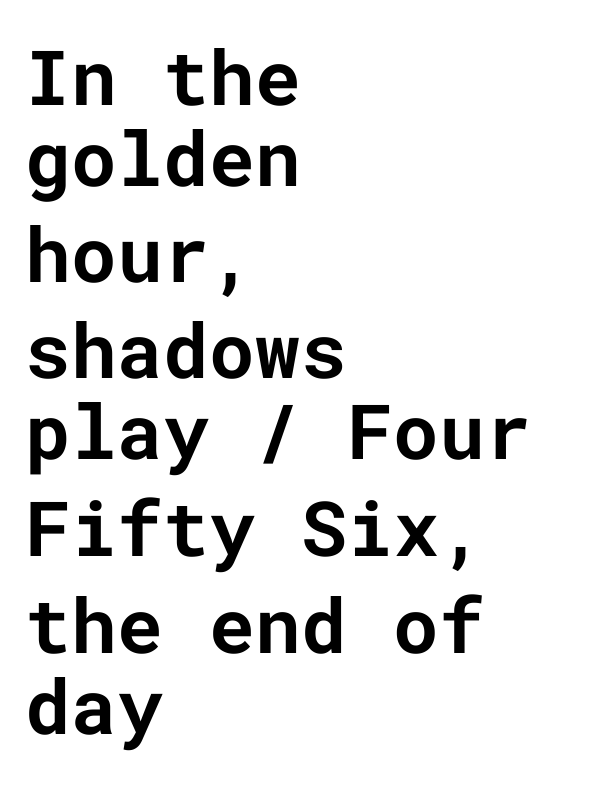 In the
golden
hour,
shadows
play / Four
Fifty Six,
the end of
day